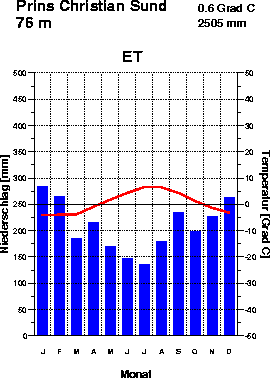 Prins Christian Sund
76 m
0.6 Grad C
2505 mm
ET
500 50
450 40
400 30
350 20
300 10
250 0
200 -10
150 -20
100 -30
50 -40
0 -50
Niederschlag [mm]
Temperatur [Grad C]
J F M A M J J A S O N D
Monat